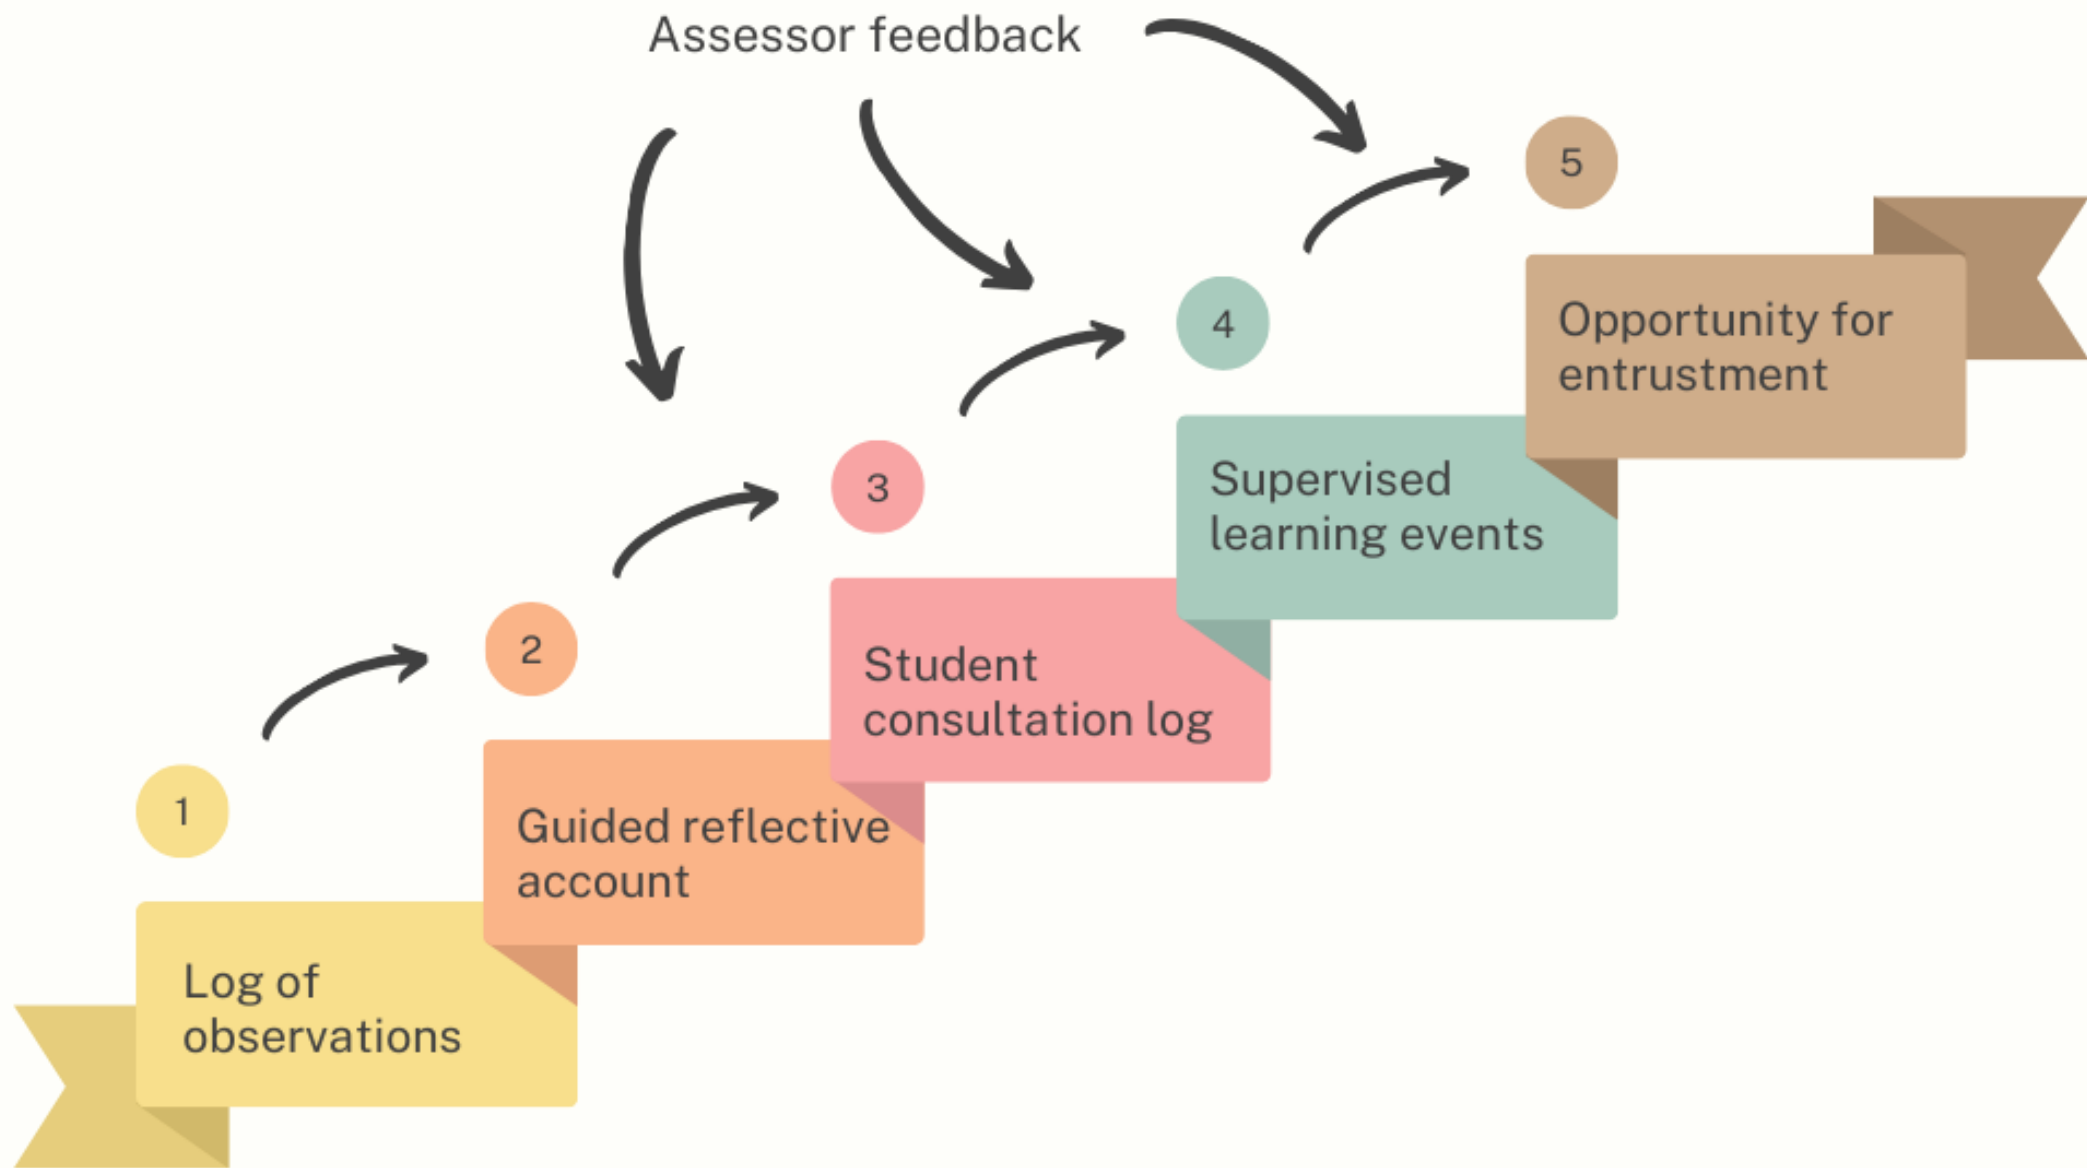 Assessor feedback
5
Opportunity for
entrustment
4
Supervised
learning events
3
Student
consultation log
2
Guided reflective
account
1
Log of
observations